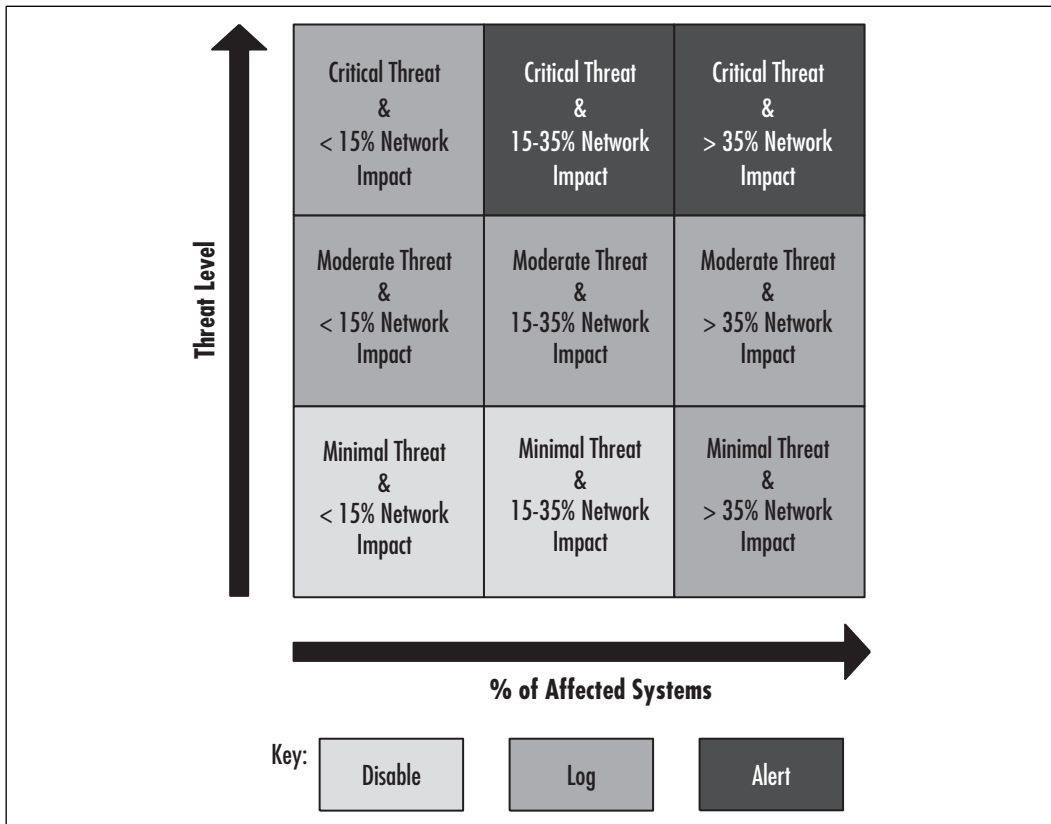 Critical Threat
&
< 15% Network
Impact
Critical Threat
&
15-35% Network
Impact
Critical Threat
&
> 35% Network
Impact
Threat Level
Moderate Threat
&
< 15% Network
Impact
Moderate Threat
&
15-35% Network
Impact
Moderate Threat
&
> 35% Network
Impact
Minimal Threat
&
< 15% Network
Impact
Minimal Threat
&
15-35% Network
Impact
Minimal Threat
&
> 35% Network
Impact
% of Affected Systems
Key:
Disable
Log
Alert